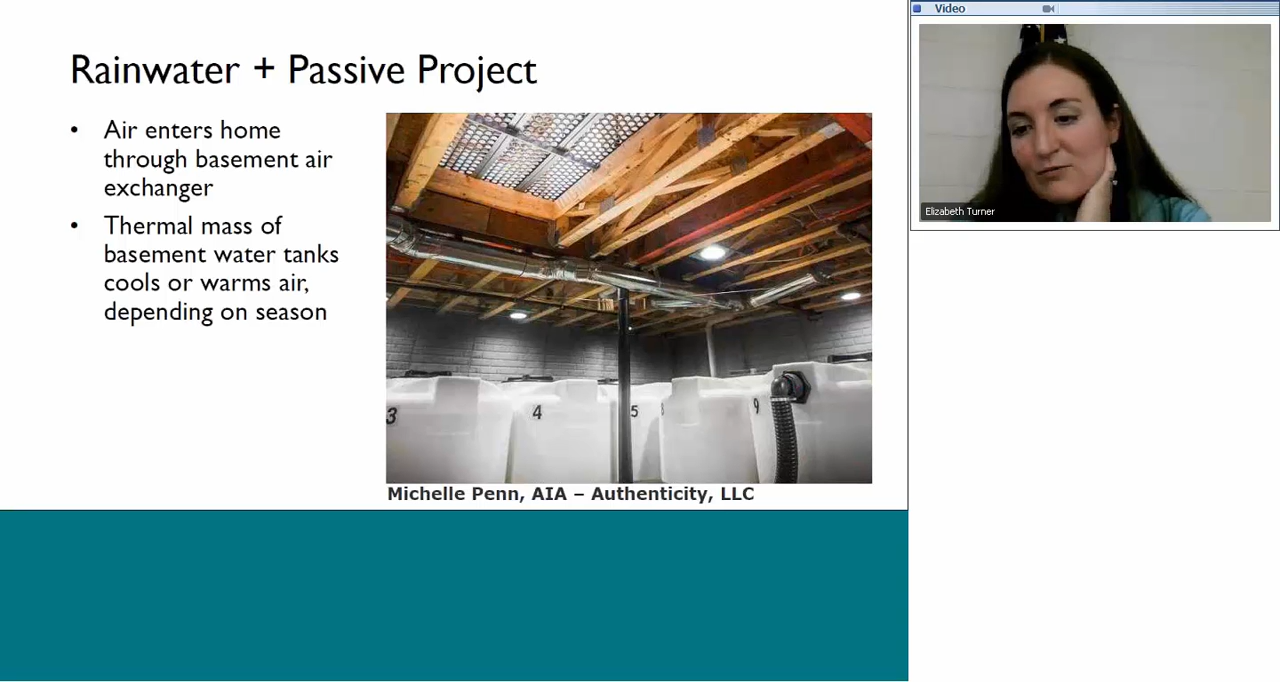 Rainwater + Passive Project
• Air enters home
through basement air
exchanger
• Thermal mass of
basement water tanks
cools or warms air,
depending on season
3
4
5
8
9
Michelle Penn, AIA – Authenticity, LLC
Video
Elizabeth Turner